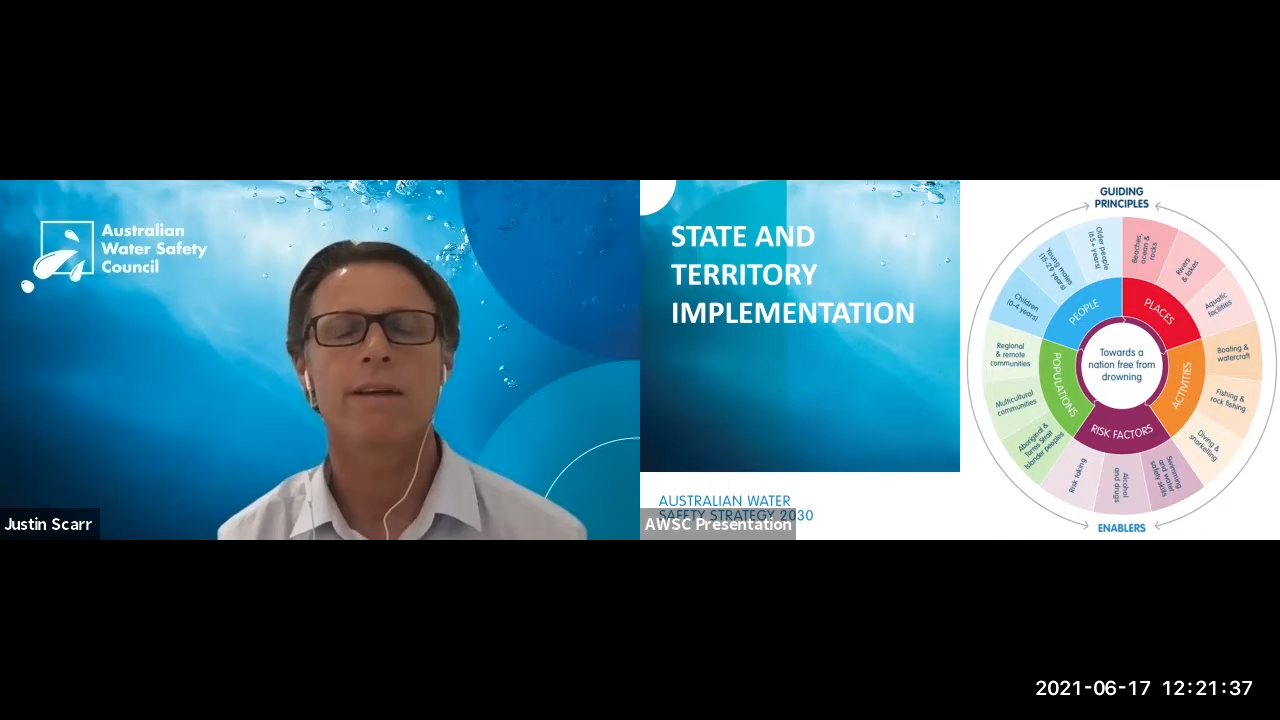 Australian
Water Safety
Council
Justin Scarr
STATE AND
TERRITORY
IMPLEMENTATION
AUSTRALIAN WATER
SAFETY STRATEGY 2030
AWSC Presentation
GUIDING
PRINCIPLES
Older people
(65+ years)
Young males
(15-29 years)
Children
(0-4 years)
PEOPLE
Beaches,
ocean &
rocks
Rivers
& lakes
Aquatic
facilities
PLACES
Regional
& remote
communities
Multicultural
communities
Aboriginal &
Torres Strait
Islander peoples
POPULATIONS
Towards a
nation free from
drowning
Boating &
watercraft
Fishing &
rock fishing
Diving &
snorkelling
ACTIVITIES
RISK FACTORS
Risk taking
Alcohol
and drugs
Swimming
and water
safety skills
ENABLERS
2021-06-17 12:21:37